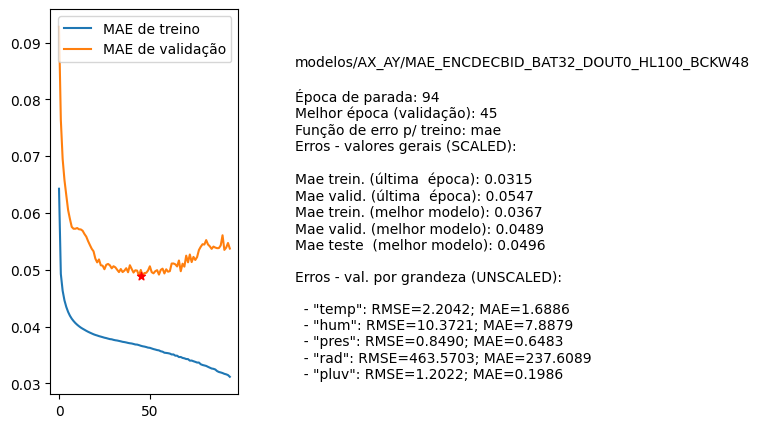 MAE de treino
MAE de validação
0.09
0.08
0.07
0.06
0.05
0.04
0.03
0
50
modelos/AX_AY/MAE_ENCDECBID_BAT32_DOUT0_HL100_BCKW48
Época de parada: 94
Melhor época (validação): 45
Função de erro p/ treino: mae
Erros - valores gerais (SCALED):
Mae trein. (última  época): 0.0315
Mae valid. (última  época): 0.0547
Mae trein. (melhor modelo): 0.0367
Mae valid. (melhor modelo): 0.0489
Mae teste  (melhor modelo): 0.0496
Erros - val. por grandeza (UNSCALED):
- "temp": RMSE=2.2042; MAE=1.6886
- "hum": RMSE=10.3721; MAE=7.8879
- "pres": RMSE=0.8490; MAE=0.6483
- "rad": RMSE=463.5703; MAE=237.6089
- "pluv": RMSE=1.2022; MAE=0.1986